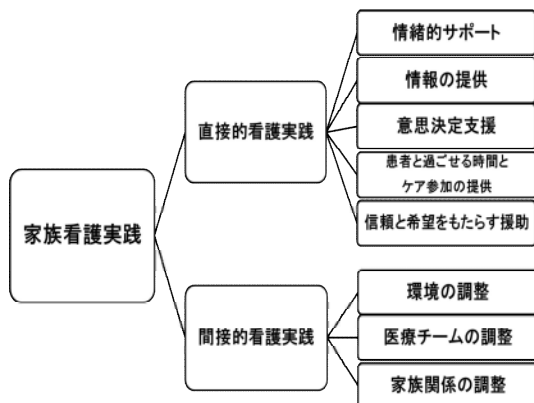 家族看護実践
直接的看護実践
情緒的サポート
情報の提供
意思決定支援
患者と過ごせる時間と
ケア参加の提供
信頼と希望をもたらす援助
間接的看護実践
環境の調整
医療チームの調整
家族関係の調整